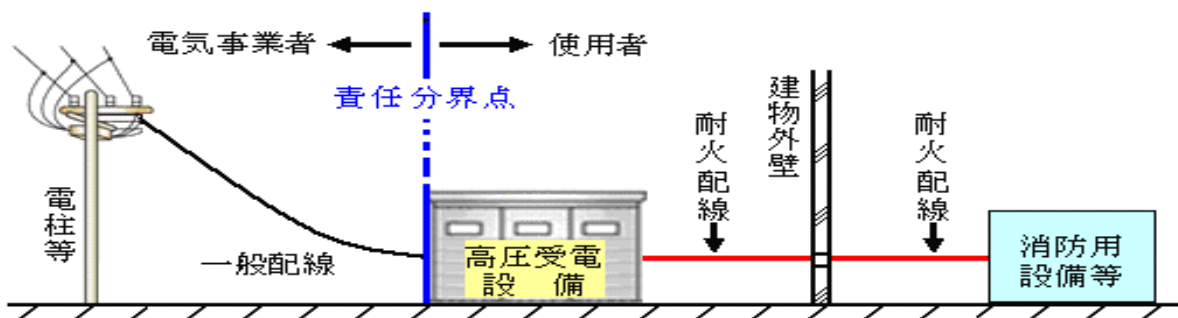 電気事業者
使用者
責任分界点
建物外壁
耐火配線
耐火配線
電柱等
一般配線
高圧受電
設 備
消防用
設備等